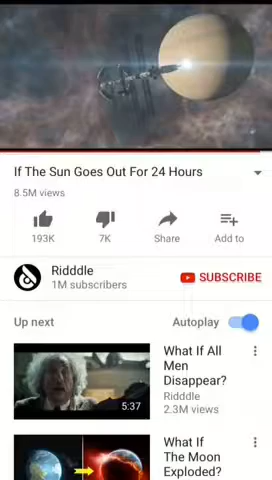 If The Sun Goes Out For 24 Hours
8.5M views
193K
7K
Share
Add to
Ridddle
1M subscribers
SUBSCRIBE
Up next
Autoplay
5:37
What If All
Men
Disappear?
Ridddle
2.3M views
What If
The Moon
Exploded?